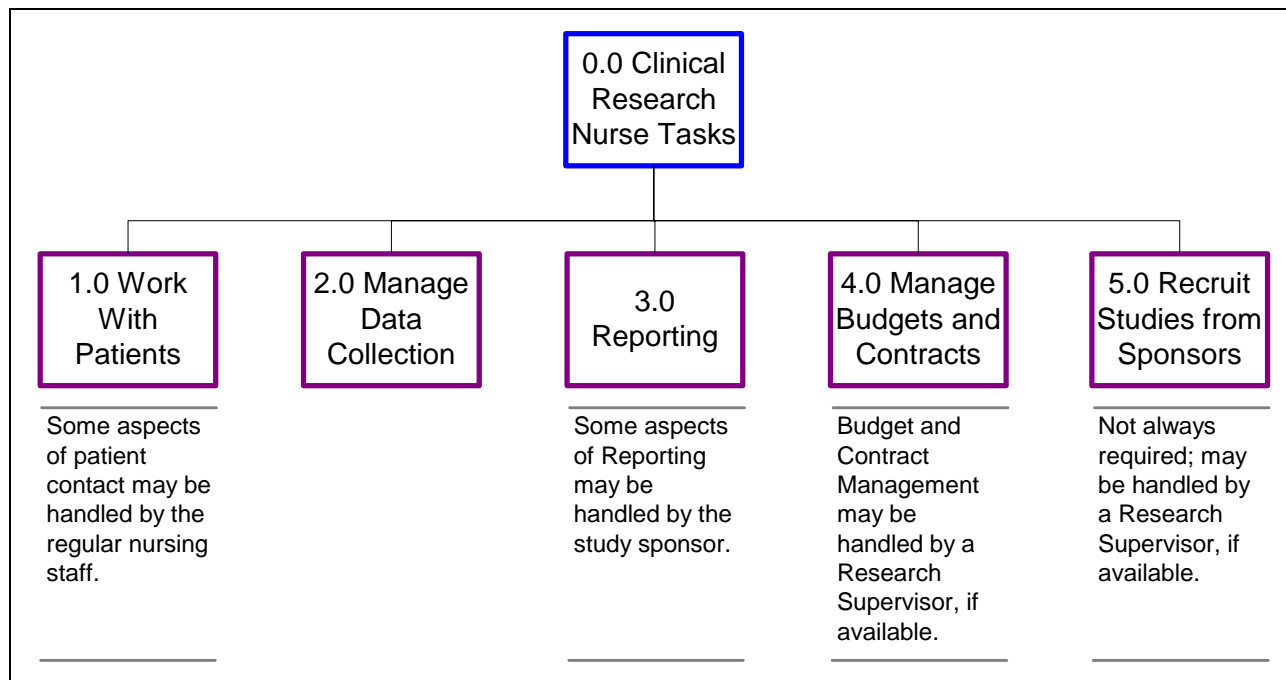 0.0 Clinical
Research
Nurse Tasks
1.0 Work
With
Patients
2.0 Manage
Data
Collection
3.0
Reporting
4.0 Manage
Budgets and
Contracts
5.0 Recruit
Studies from
Sponsors
Some aspects
of patient
contact may be
handled by the
regular nursing
staff.
Some aspects
of Reporting
may be
handled by the
study sponsor.
Budget and
Contract
Management
may be
handled by a
Research
Supervisor, if
available.
Not always
required; may
be handled by
a Research
Supervisor, if
available.